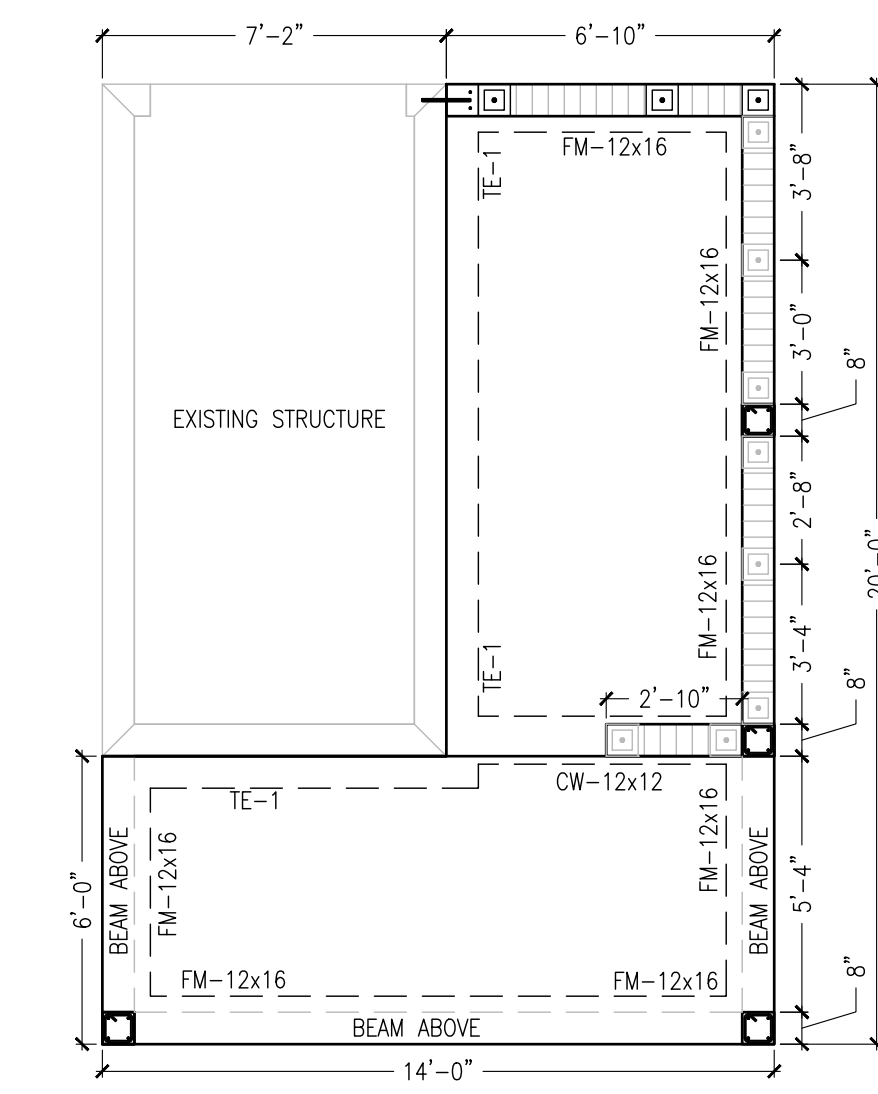 7'-2"
6'-10"
FM-12x16
TE-1
3'-8"
FM-12x16
3'-0"
8"
EXISTING STRUCTURE
2'-8"
20'-0"
FM-12x16
3'-4"
TE-1
2'-10"
8"
CW-12x12
TE-1
FM-12x16
BEAM ABOVE
BEAM ABOVE
FM-12x16
6'-0"
5'-4"
FM-12x16
FM-12x16
8"
BEAM ABOVE
14'-0"